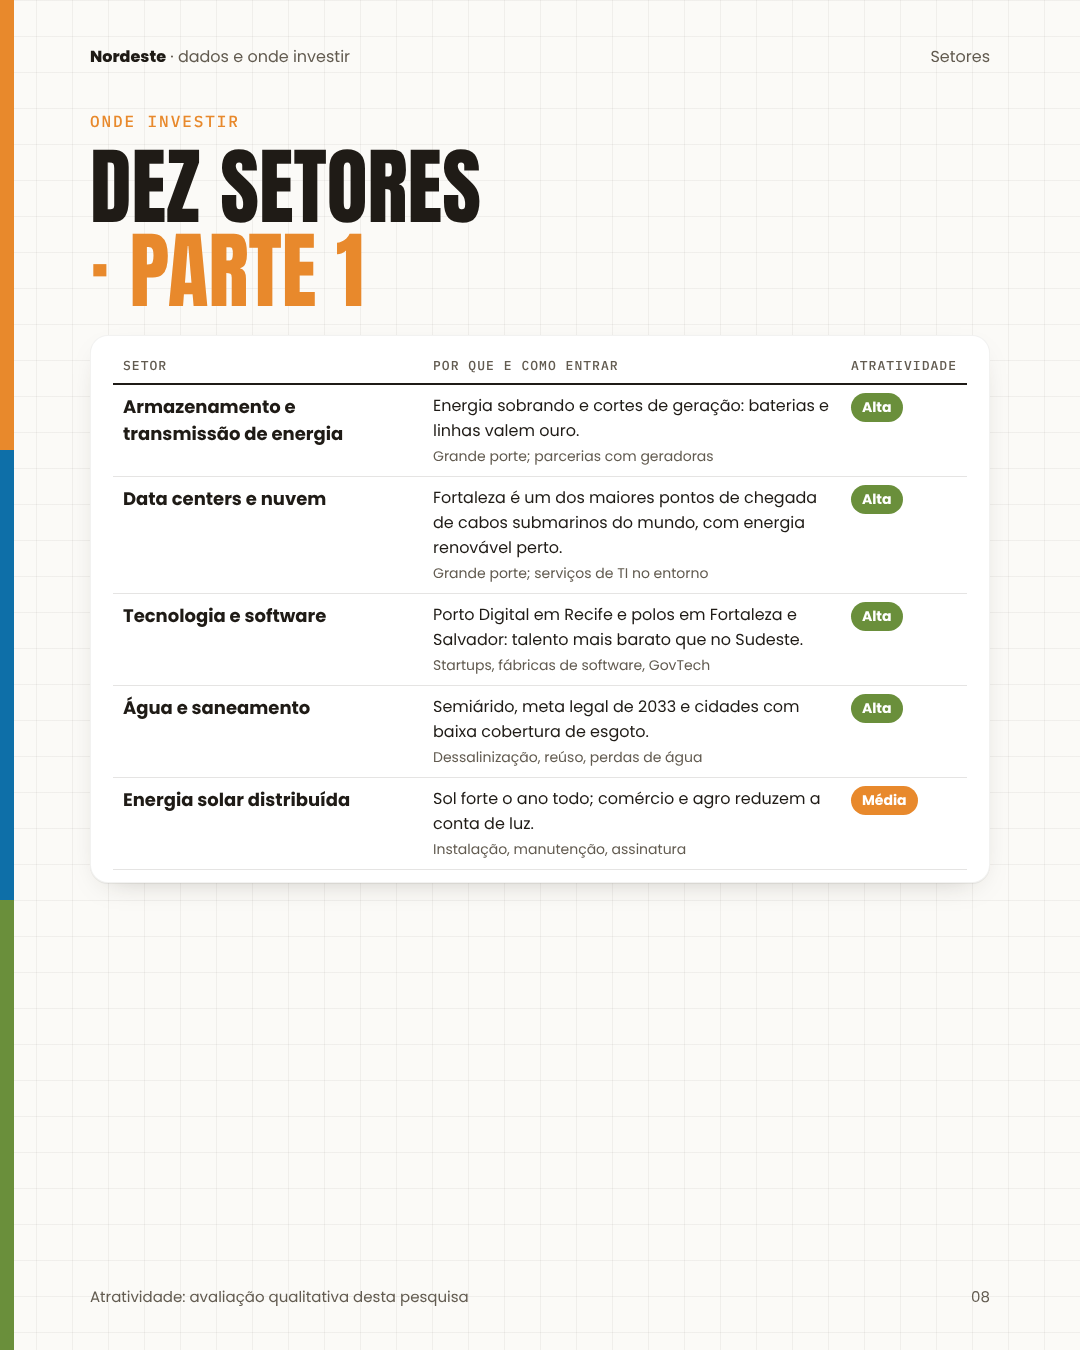 Nordeste · dados e onde investir
Setores
ONDE INVESTIR
DEZ SETORES
· PARTE 1
SETOR
POR QUE E COMO ENTRAR
ATRATIVIDADE
Armazenamento e
transmissão de energia
Energia sobrando e cortes de geração: baterias e
linhas valem ouro.
Grande porte; parcerias com geradoras
Alta
Data centers e nuvem
Fortaleza é um dos maiores pontos de chegada
de cabos submarinos do mundo, com energia
renovável perto.
Grande porte; serviços de TI no entorno
Alta
Tecnologia e software
Porto Digital em Recife e polos em Fortaleza e
Salvador: talento mais barato que no Sudeste.
Startups, fábricas de software, GovTech
Alta
Água e saneamento
Semiárido, meta legal de 2033 e cidades com
baixa cobertura de esgoto.
Dessalinização, reúso, perdas de água
Alta
Energia solar distribuída
Sol forte o ano todo; comércio e agro reduzem a
conta de luz.
Instalação, manutenção, assinatura
Média
Atratividade: avaliação qualitativa desta pesquisa
08